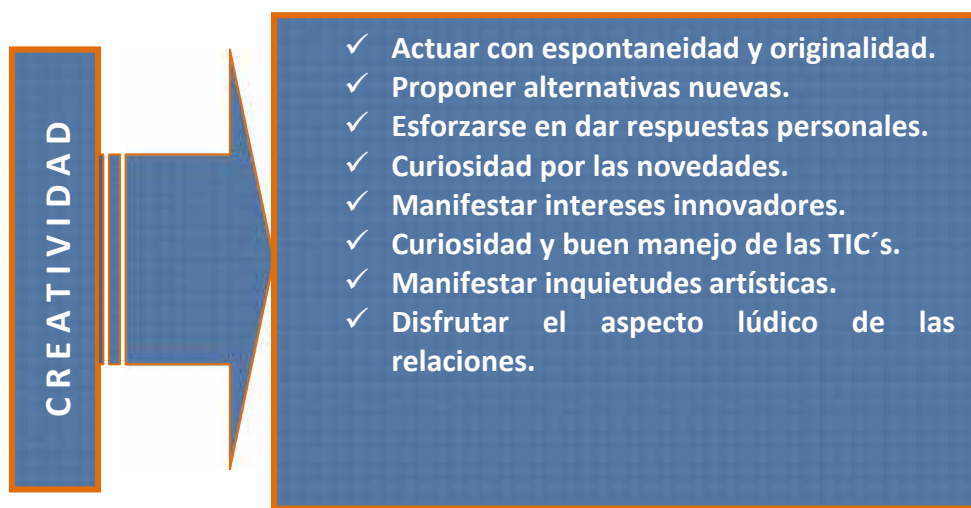 CREATIVIDAD
✓ Actuar con espontaneidad y originalidad.
✓ Proponer alternativas nuevas.
✓ Esforzarse en dar respuestas personales.
✓ Curiosidad por las novedades.
✓ Manifestar intereses innovadores.
✓ Curiosidad y buen manejo de las TIC´s.
✓ Manifestar inquietudes artísticas.
✓ Disfrutar el aspecto lúdico de las
relaciones.